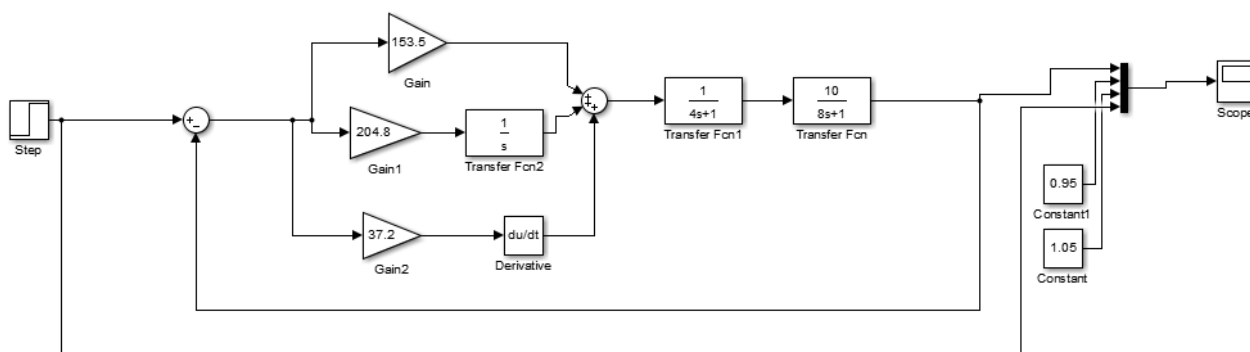 153.5
Gain
Step
+
-
204.8
Gain1
1
s
Transfer Fcn2
+
+
+
1
4s+1
Transfer Fcn1
10
8s+1
Transfer Fcn
Scope
37.2
Gain2
du/dt
Derivative
0.95
Constant1
1.05
Constant